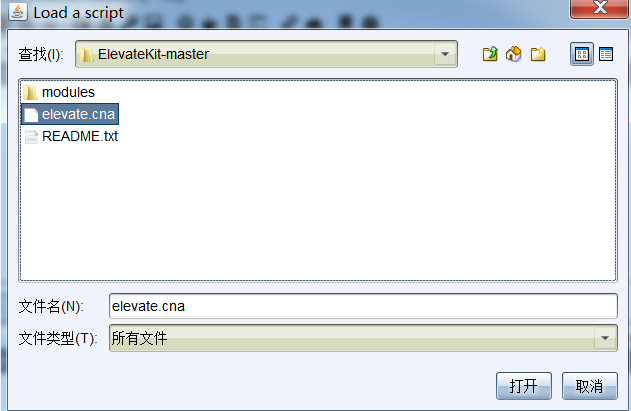 Load a script
查找(I): ElevateKit-master
modules
elevate.cna
README.txt
文件名(N): elevate.cna
文件类型(T): 所有文件
打开 取消